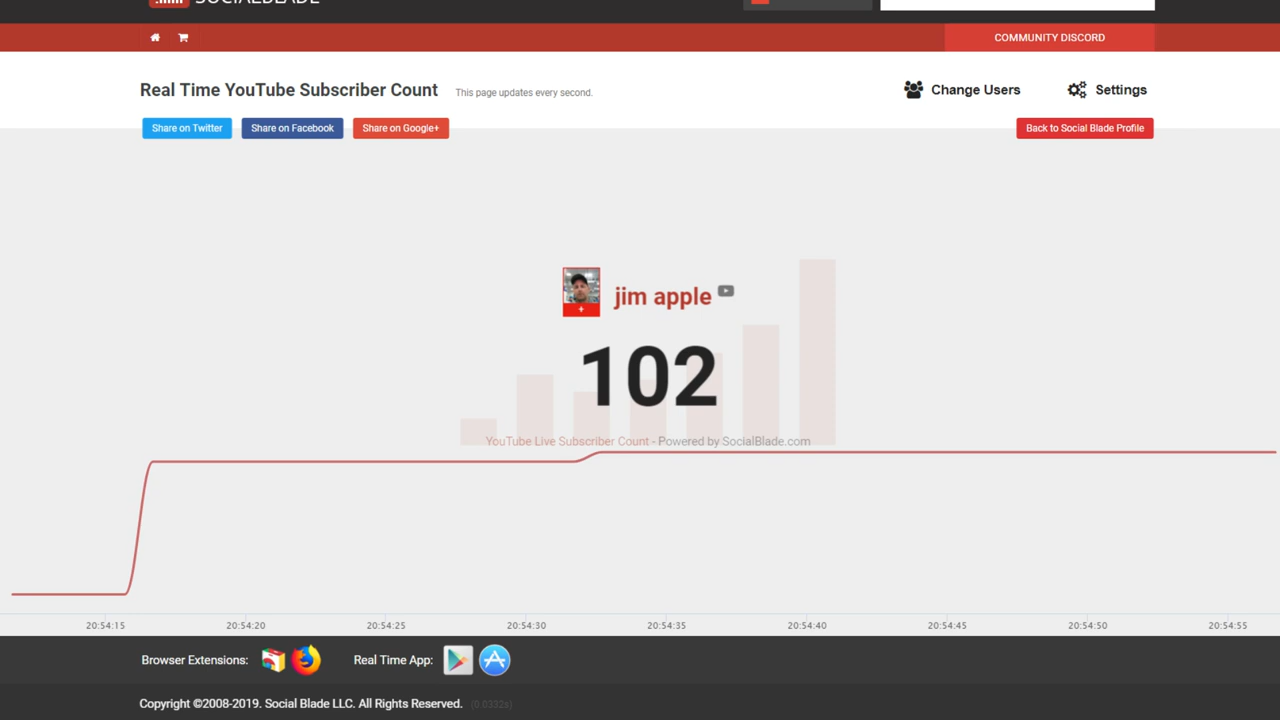 SOCIALBLADE
COMMUNITY DISCORD
Real Time YouTube Subscriber Count This page updates every second. Change Users Settings
Share on Twitter Share on Facebook Share on Google+ Back to Social Blade Profile
jim apple
+
102
YouTube Live Subscriber Count - Powered by SocialBlade.com
20:54:15 20:54:20 20:54:25 20:54:30 20:54:35 20:54:40 20:54:45 20:54:50 20:54:55
Browser Extensions: Real Time App:
Copyright ©2008-2019. Social Blade LLC. All Rights Reserved. (0.0332s)